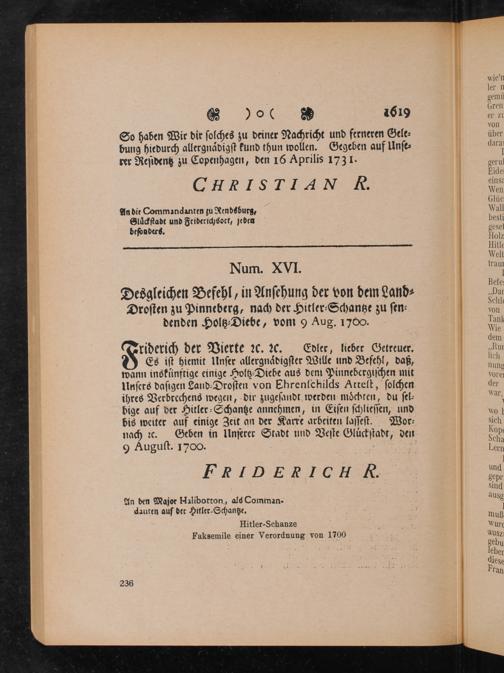 ) o ( 1619
So haben Wir dir solches zu deiner Nachricht und ferneren Gele-
bung hiedurch allergnädigst kund thun wollen. Gegeben auf Unse-
rer Residentz zu Copenhagen, den 16 Aprilis 1731.
CHRISTIAN R.
An die Commandanten zu Rendsburg,
Glückstadt und Friderichsort, jeden
besonders.
Num. XVI.
Desgleichen Befehl, in Ansehung der von dem Land-
Drosten zu Pinneberg, nach der Hitler-Schantze zu sen-
denden Holtz-Diebe, vom 9 Aug. 1700.
Friderich der Vierte ꝛc. ꝛc. Edler, lieber Getreuer.
Es ist hiemit Unser allergnädigster Wille und Befehl, daß,
wann inskünftige einige Holtz-Diebe aus dem Pinnebergischen mit
Unsers dasigen Land-Drosten von Ehrenschilds Attest, solchen
ihres Verbrechens wegen, dir zugesandt werden möchten, du sel-
bige auf der Hitler-Schantze annehmen, in Eisen schliessen, und
bis weiter auf einige Zeit an der Karre arbeiten lassest. Wor-
nach ꝛc. Geben in Unserer Stadt und Veste Glückstadt, den
9 August. 1700.
FRIDERICH R.
An den Major Halibotton, als Comman-
danten auf der Hitler-Schantze.
Hitler-Schanze
Faksemile einer Verordnung von 1700
236